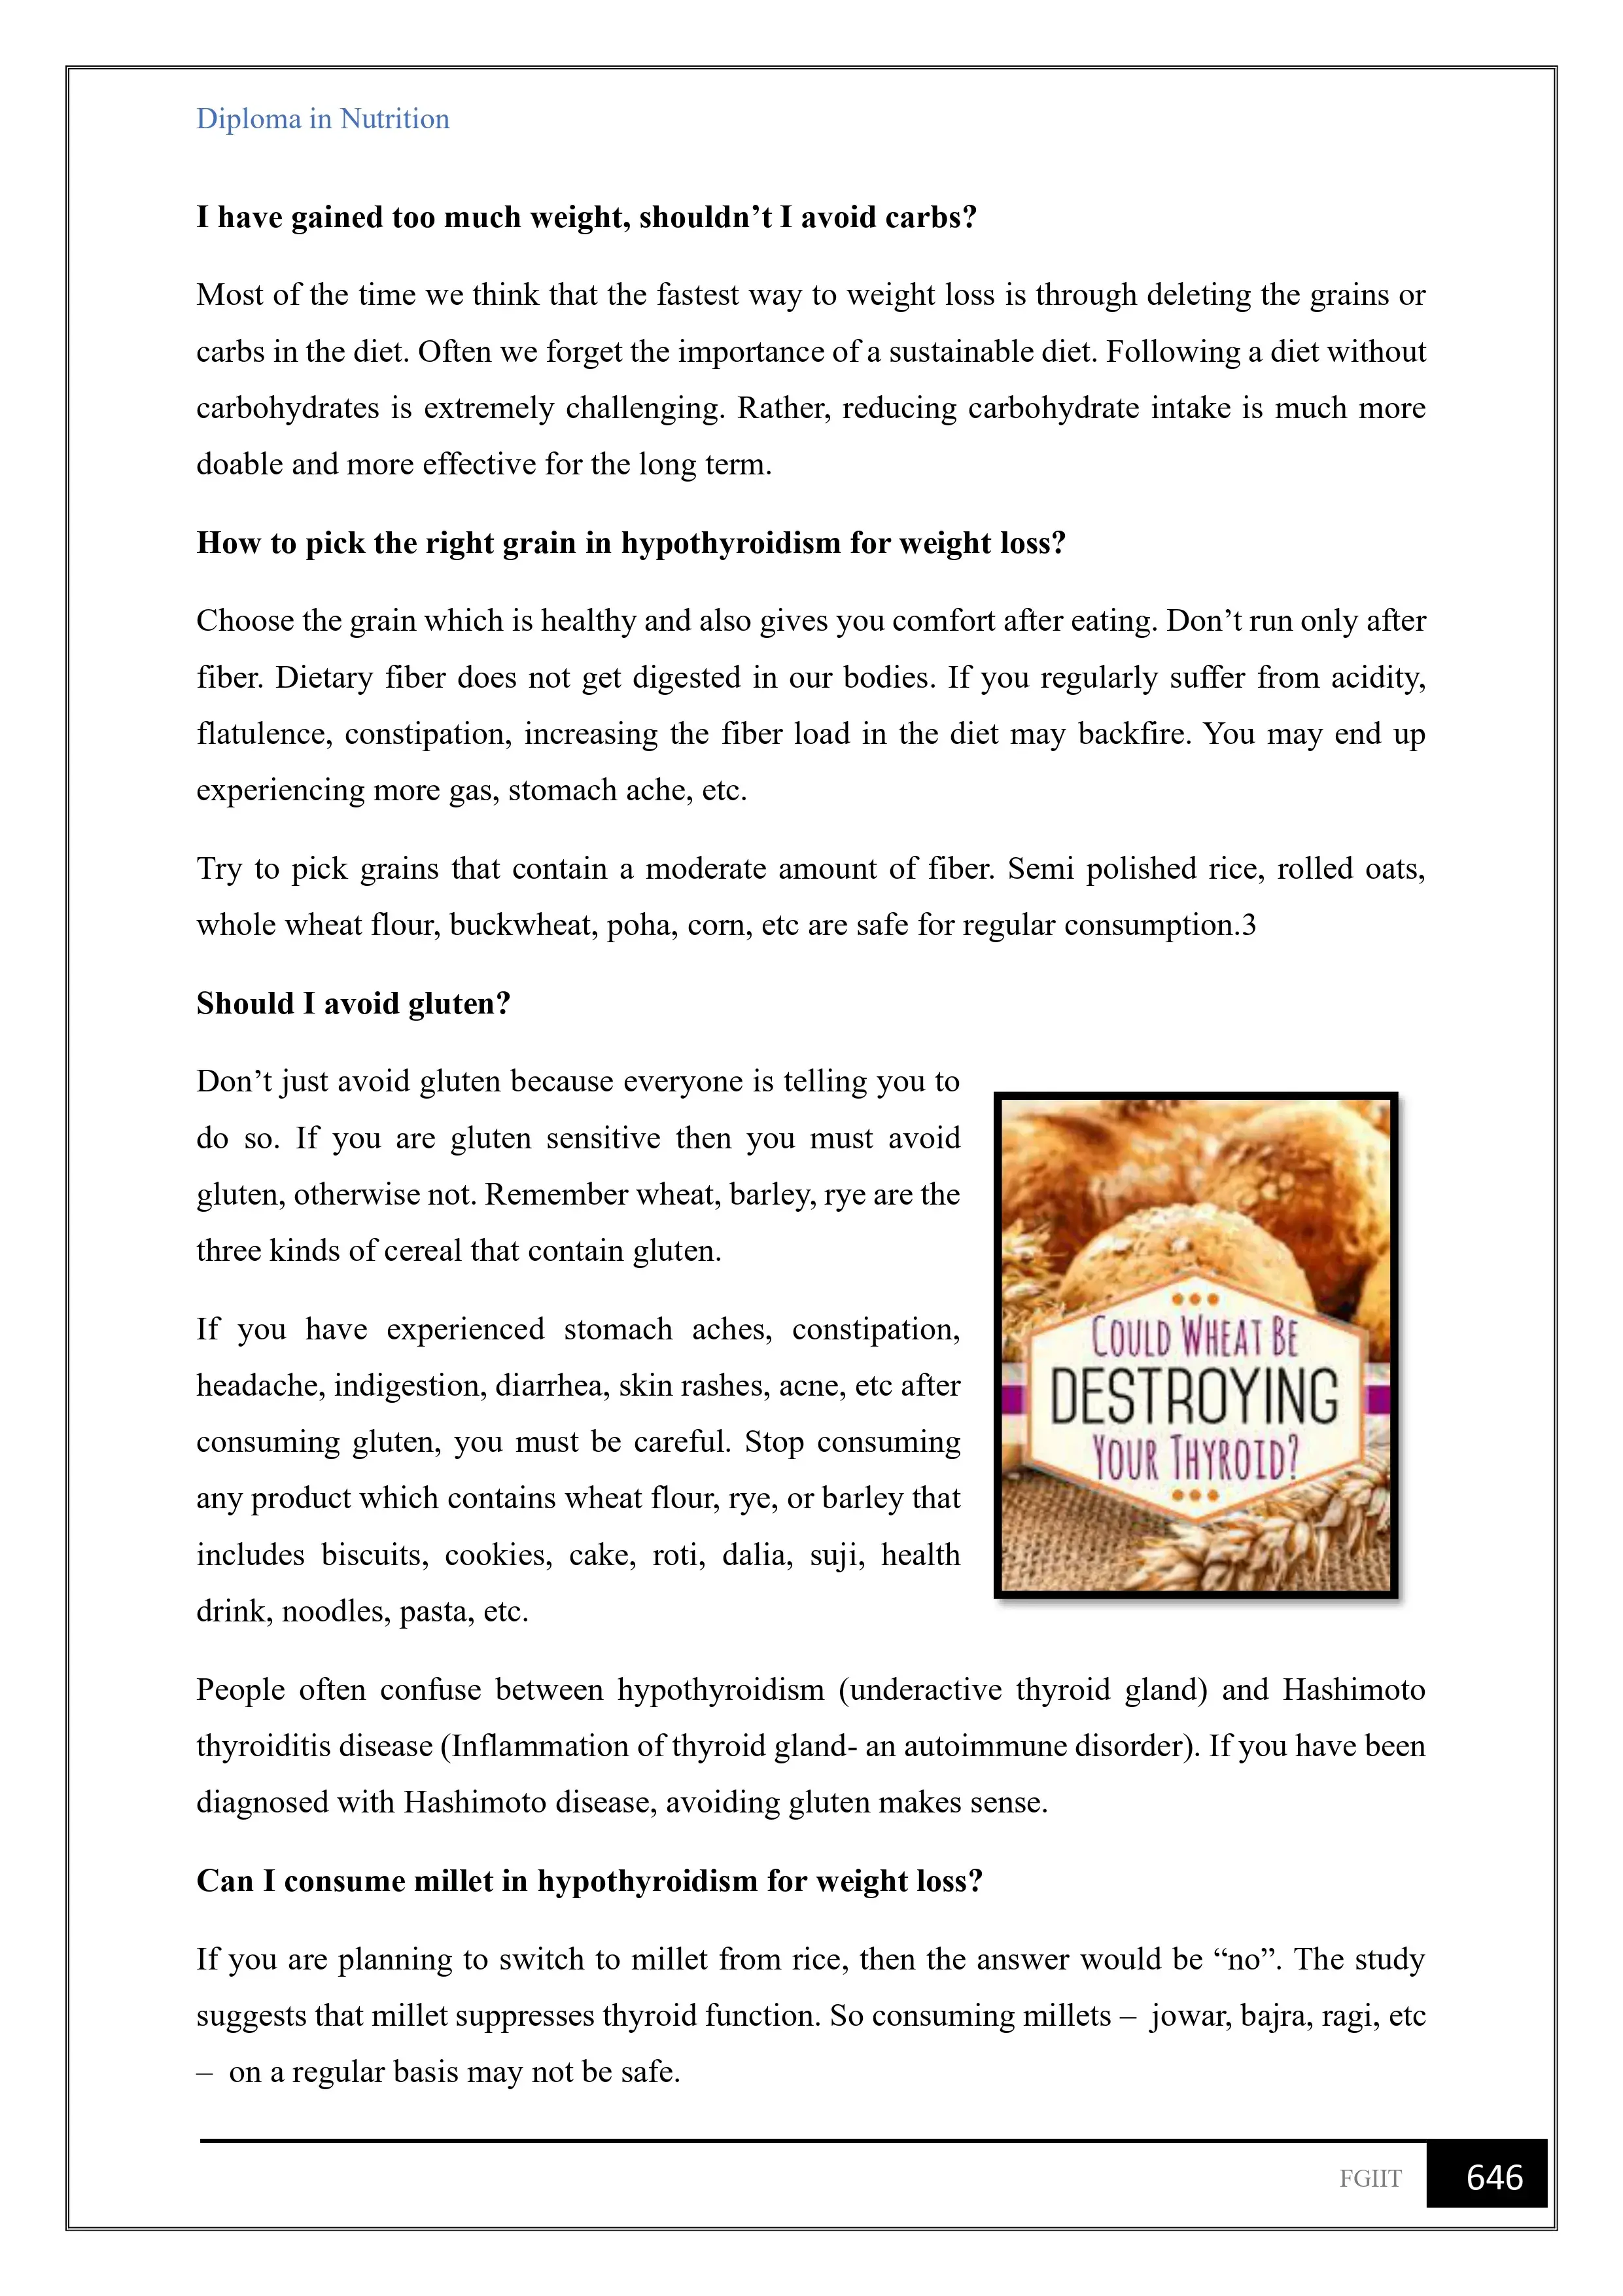 Diploma in Nutrition
I have gained too much weight, shouldn’t I avoid carbs?
Most of the time we think that the fastest way to weight loss is through deleting the grains or
carbs in the diet. Often we forget the importance of a sustainable diet. Following a diet without
carbohydrates is extremely challenging. Rather, reducing carbohydrate intake is much more
doable and more effective for the long term.
How to pick the right grain in hypothyroidism for weight loss?
Choose the grain which is healthy and also gives you comfort after eating. Don’t run only after
fiber. Dietary fiber does not get digested in our bodies. If you regularly suffer from acidity,
flatulence, constipation, increasing the fiber load in the diet may backfire. You may end up
experiencing more gas, stomach ache, etc.
Try to pick grains that contain a moderate amount of fiber. Semi polished rice, rolled oats,
whole wheat flour, buckwheat, poha, corn, etc are safe for regular consumption.3
Should I avoid gluten?
Don’t just avoid gluten because everyone is telling you to
do so. If you are gluten sensitive then you must avoid
gluten, otherwise not. Remember wheat, barley, rye are the
three kinds of cereal that contain gluten.
If you have experienced stomach aches, constipation,
headache, indigestion, diarrhea, skin rashes, acne, etc after
consuming gluten, you must be careful. Stop consuming
any product which contains wheat flour, rye, or barley that
includes biscuits, cookies, cake, roti, dalia, suji, health
drink, noodles, pasta, etc.
COULD WHEAT BE
DESTROYING
YOUR THYROID?
People often confuse between hypothyroidism (underactive thyroid gland) and Hashimoto
thyroiditis disease (Inflammation of thyroid gland- an autoimmune disorder). If you have been
diagnosed with Hashimoto disease, avoiding gluten makes sense.
Can I consume millet in hypothyroidism for weight loss?
If you are planning to switch to millet from rice, then the answer would be “no”. The study
suggests that millet suppresses thyroid function. So consuming millets – jowar, bajra, ragi, etc
– on a regular basis may not be safe.
FGIIT 646